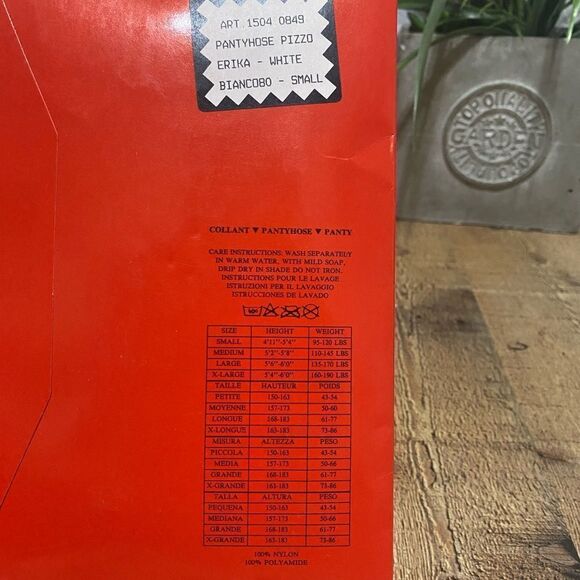 ART.1504 0849
PANTYHOSE PIZZO
ERIKA - WHITE
BIANCO80 - SMALL
COLLANT ▼ PANTYHOSE ▼ PANTY
CARE INSTRUCTIONS: WASH SEPARATELY
IN WARM WATER, WITH MILD SOAP,
DRIP DRY IN SHADE DO NOT IRON.
INSTRUCTIONS POUR LE LAVAGE
ISTRUZIONI PER IL LAVAGGIO
ISTRUCCIONES DE LAVADO
SIZE HEIGHT WEIGHT
SMALL 4'11"-5'4" 95-120 LBS
MEDIUM 5'2"-5'8" 110-145 LBS
LARGE 5'6"-6'0" 135-170 LBS
X-LARGE 5'4"-6'0" 160-190 LBS
TAILLE HAUTEUR POIDS
PETITE 150-163 43-54
MOYENNE 157-173 50-60
LONGUE 168-183 61-77
X-LONGUE 163-183 73-86
MISURA ALTEZZA PESO
PICCOLA 150-163 43-54
MEDIA 157-173 50-66
GRANDE 168-183 61-77
X-GRANDE 163-183 73-86
TALLA ALTURA PESO
PEQUENA 150-163 43-54
MEDIANA 157-173 50-66
GRANDE 168-183 61-77
X-GRANDE 163-183 73-86
100% NYLON
100% POLYAMIDE